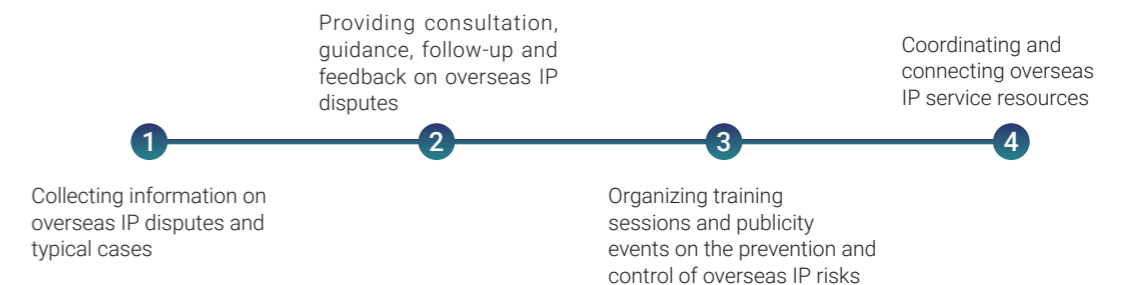 1
Collecting information on
overseas IP disputes and
typical cases
2
Providing consultation,
guidance, follow-up and
feedback on overseas IP
disputes
3
Organizing training
sessions and publicity
events on the prevention and
control of overseas IP risks
4
Coordinating and
connecting overseas
IP service resources